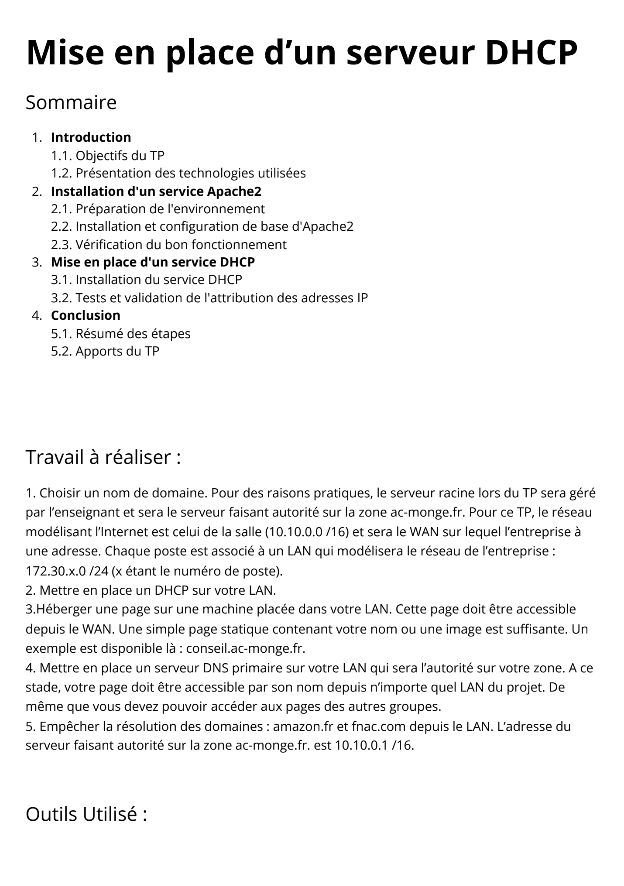 Mise en place d’un serveur DHCP
Sommaire
1. Introduction
1.1. Objectifs du TP
1.2. Présentation des technologies utilisées
2. Installation d'un service Apache2
2.1. Préparation de l'environnement
2.2. Installation et configuration de base d'Apache2
2.3. Vérification du bon fonctionnement
3. Mise en place d'un service DHCP
3.1. Installation du service DHCP
3.2. Tests et validation de l'attribution des adresses IP
4. Conclusion
5.1. Résumé des étapes
5.2. Apports du TP
Travail à réaliser :
1. Choisir un nom de domaine. Pour des raisons pratiques, le serveur racine lors du TP sera géré
par l’enseignant et sera le serveur faisant autorité sur la zone ac-monge.fr. Pour ce TP, le réseau
modélisant l’Internet est celui de la salle (10.10.0.0 /16) et sera le WAN sur lequel l’entreprise à
une adresse. Chaque poste est associé à un LAN qui modélisera le réseau de l’entreprise :
172.30.x.0 /24 (x étant le numéro de poste).
2. Mettre en place un DHCP sur votre LAN.
3.Héberger une page sur une machine placée dans votre LAN. Cette page doit être accessible
depuis le WAN. Une simple page statique contenant votre nom ou une image est suffisante. Un
exemple est disponible là : conseil.ac-monge.fr.
4. Mettre en place un serveur DNS primaire sur votre LAN qui sera l’autorité sur votre zone. A ce
stade, votre page doit être accessible par son nom depuis n’importe quel LAN du projet. De
même que vous devez pouvoir accéder aux pages des autres groupes.
5. Empêcher la résolution des domaines : amazon.fr et fnac.com depuis le LAN. L’adresse du
serveur faisant autorité sur la zone ac-monge.fr. est 10.10.0.1 /16.
Outils Utilisé :